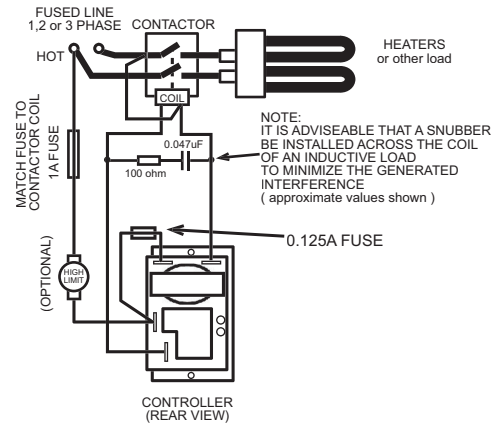 FUSED LINE
1,2 or 3 PHASE
CONTACTOR
HOT
HEATERS
or other load
COIL
MATCH FUSE TO
CONTACTOR COIL
1A FUSE
0.047uF
100 ohm
NOTE:
IT IS ADVISEABLE THAT A SNUBBER
BE INSTALLED ACROSS THE COIL
OF AN INDUCTIVE LOAD
TO MINIMIZE THE GENERATED
INTERFERENCE
( approximate values shown )
0.125A FUSE
(OPTIONAL)
HIGH
LIMIT
CONTROLLER
(REAR VIEW)